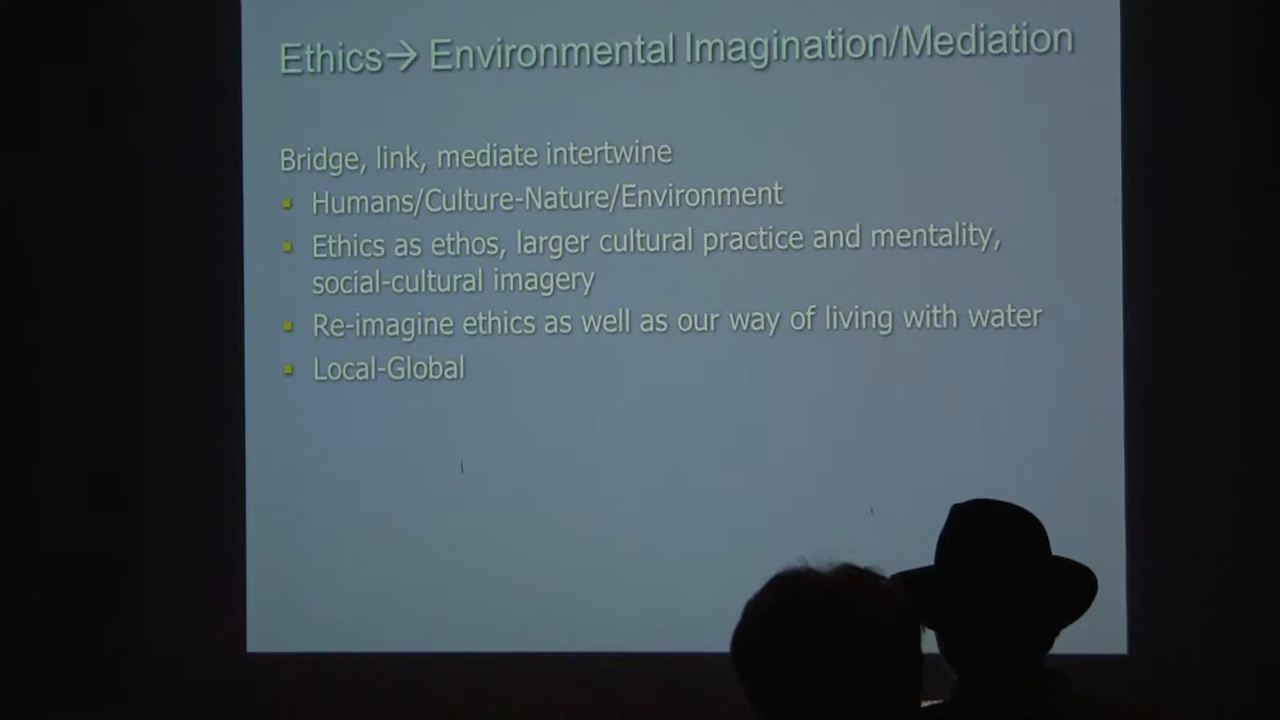 Ethics→ Environmental Imagination/Mediation
Bridge, link, mediate intertwine
▪ Humans/Culture-Nature/Environment
▪ Ethics as ethos, larger cultural practice and mentality,
social-cultural imagery
▪ Re-imagine ethics as well as our way of living with water
▪ Local-Global